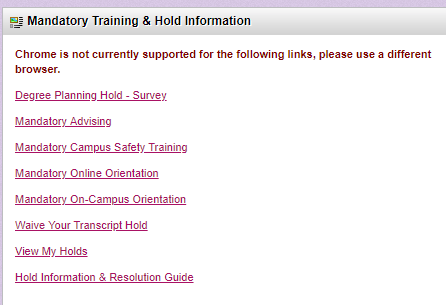 Mandatory Training & Hold Information
Chrome is not currently supported for the following links, please use a different
browser.
Degree Planning Hold - Survey
Mandatory Advising
Mandatory Campus Safety Training
Mandatory Online Orientation
Mandatory On-Campus Orientation
Waive Your Transcript Hold
View My Holds
Hold Information & Resolution Guide